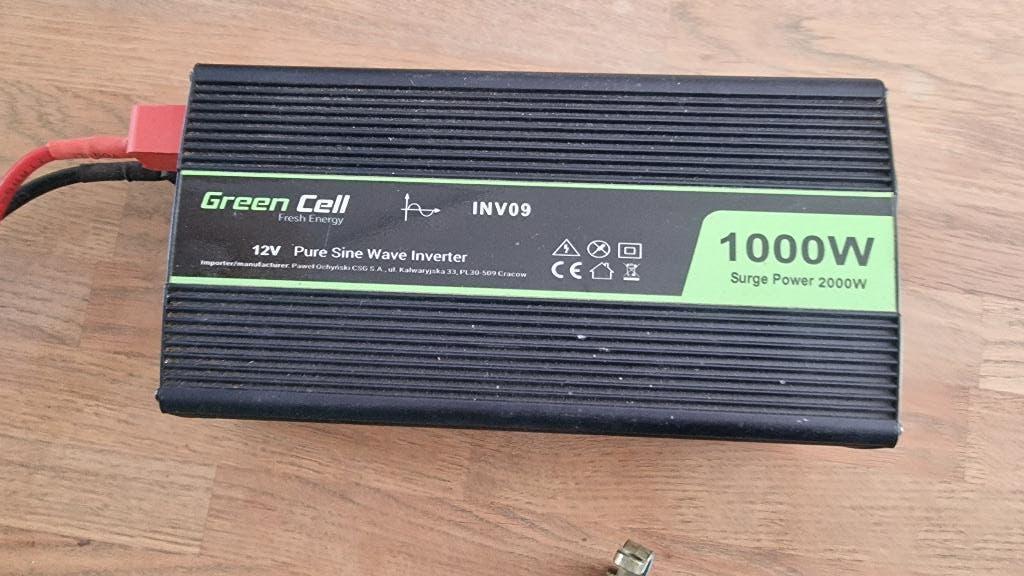 Green Cell
Fresh Energy
INV09
12V Pure Sine Wave Inverter
Importer/manufacturer: Paweł Ochyński CSG S.A., ul. Kalwaryjska 33, PL30-509 Cracow
CE
1000W
Surge Power 2000W